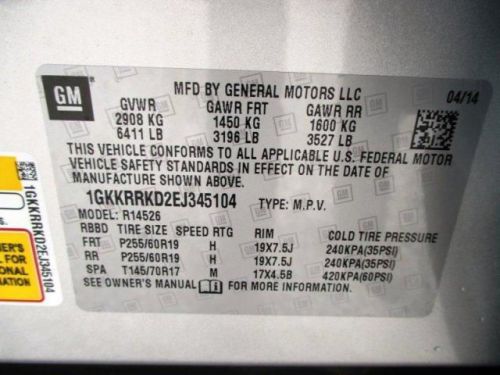 GM
MFD BY GENERAL MOTORS LLC
04/14
GVWR GAWR FRT GAWR RR
2908 KG 1450 KG 1600 KG
6411 LB 3196 LB 3527 LB
THIS VEHICLE CONFORMS TO ALL APPLICABLE U.S. FEDERAL MOTOR
VEHICLE SAFETY STANDARDS IN EFFECT ON THE DATE OF
MANUFACTURE SHOWN ABOVE.
1GKKRRKD2EJ345104 TYPE: M.P.V.
MODEL: R14526
RBBD TIRE SIZE SPEED RTG RIM COLD TIRE PRESSURE
FRT P255/60R19 H 19X7.5J 240KPA(35PSI)
RR P255/60R19 H 19X7.5J 240KPA(35PSI)
SPA T145/70R17 M 17X4.5B 420KPA(60PSI)
SEE OWNER'S MANUAL FOR MORE INFORMATION.
1GKKRRKD2EJ345104
ER'S
FOR
ONAL
MATION